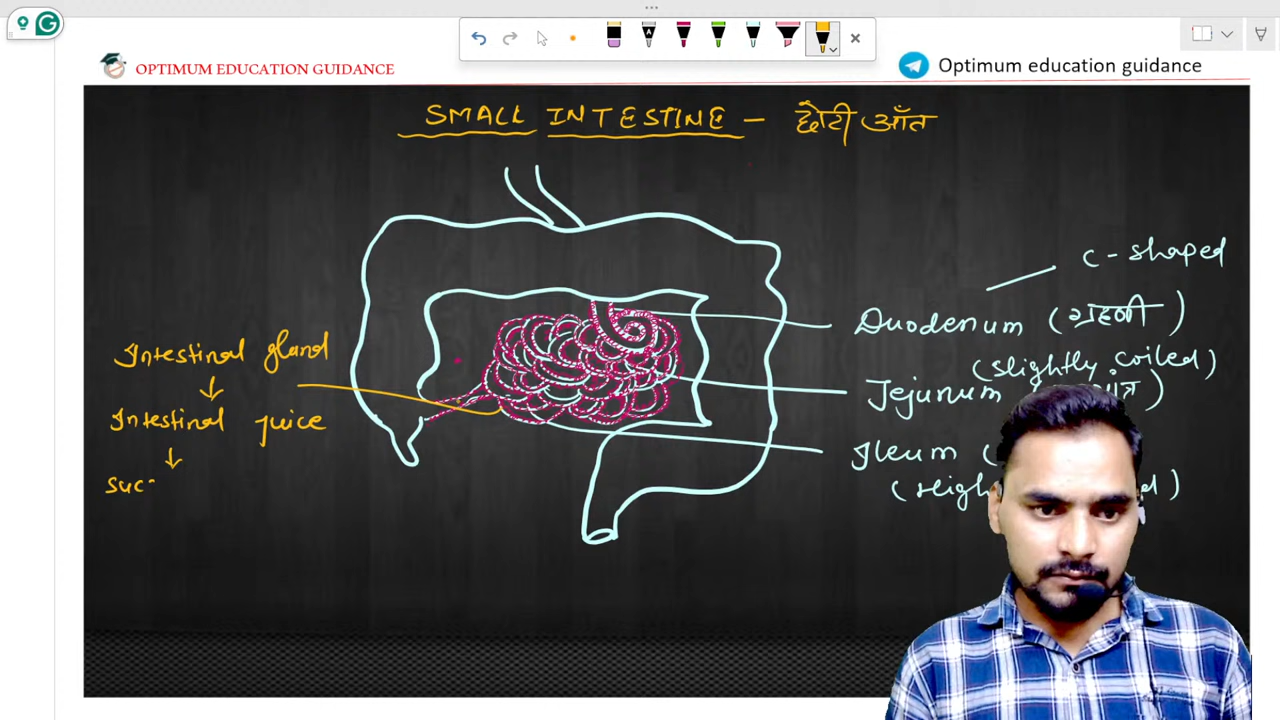 OPTIMUM EDUCATION GUIDANCE
Optimum education guidance
SMALL INTESTINE - छोटी आँत
C-shaped
Duodenum (ग्रहणी)
(slightly coiled)
Jejunum
Ileum (
Intestinal gland
Intestinal juice
suc